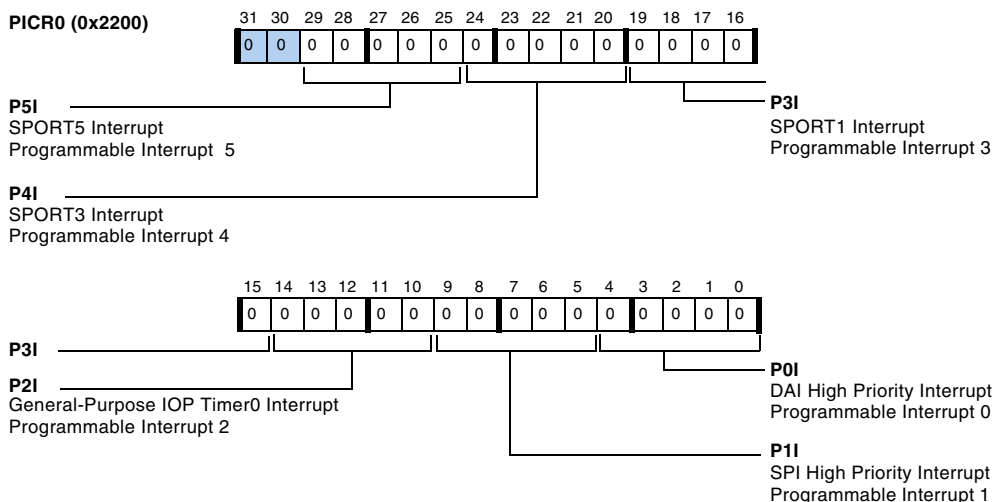 PICR0 (0x2200)
31 30 29 28 27 26 25 24 23 22 21 20 19 18 17 16
0 0 0 0 0 0 0 0 0 0 0 0 0 0 0 0
P5I
SPORT5 Interrupt
Programmable Interrupt 5
P3I
SPORT1 Interrupt
Programmable Interrupt 3
P4I
SPORT3 Interrupt
Programmable Interrupt 4
15 14 13 12 11 10 9 8 7 6 5 4 3 2 1 0
0 0 0 0 0 0 0 0 0 0 0 0 0 0 0 0
P3I
P2I
General-Purpose IOP Timer0 Interrupt
Programmable Interrupt 2
P0I
DAI High Priority Interrupt
Programmable Interrupt 0
P1I
SPI High Priority Interrupt
Programmable Interrupt 1